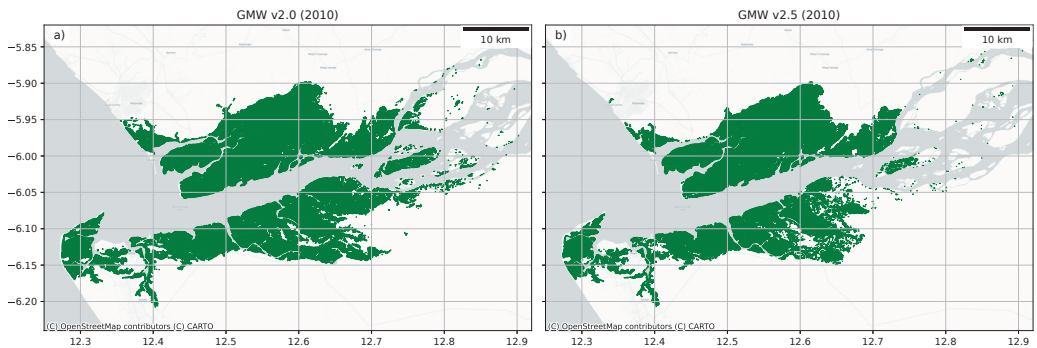 GMW v2.0 (2010)
GMW v2.5 (2010)
a)
10 km
b)
10 km
−5.85
−5.90
−5.95
−6.00
−6.05
−6.10
−6.15
−6.20
(C) OpenStreetMap contributors (C) CARTO
(C) OpenStreetMap contributors (C) CARTO
12.3
12.4
12.5
12.6
12.7
12.8
12.9
12.3
12.4
12.5
12.6
12.7
12.8
12.9